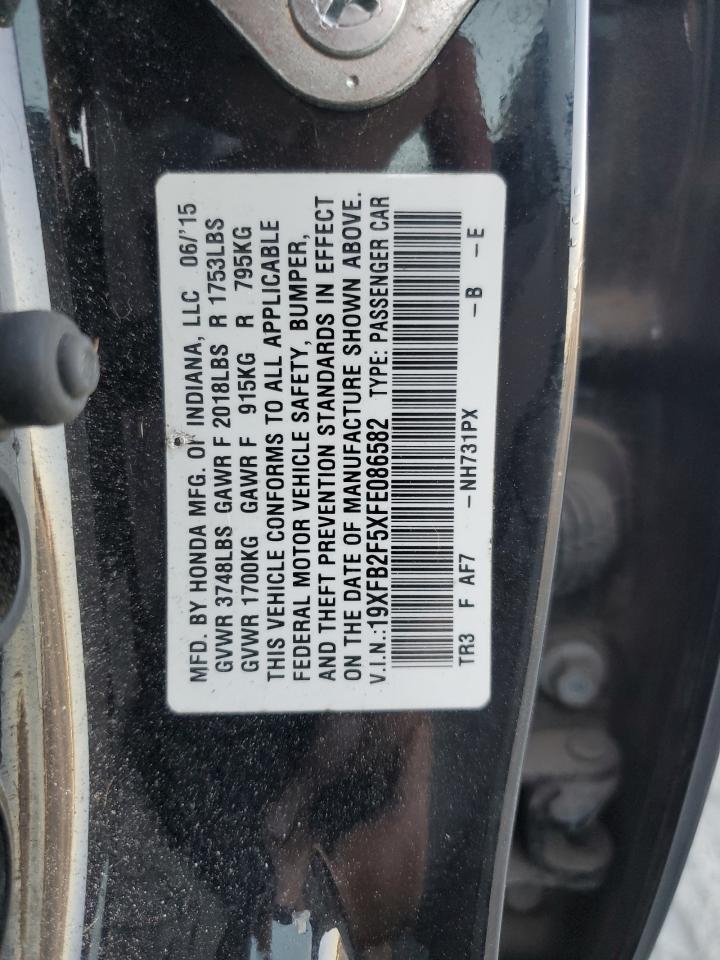 MFD. BY HONDA MFG. OF INDIANA, LLC 06/'15
GVWR 3748LBS GAWR F 2018LBS R 1753LBS
GVWR 1700KG GAWR F 915KG R 795KG
THIS VEHICLE CONFORMS TO ALL APPLICABLE
FEDERAL MOTOR VEHICLE SAFETY, BUMPER,
AND THEFT PREVENTION STANDARDS IN EFFECT
ON THE DATE OF MANUFACTURE SHOWN ABOVE.
V.I.N.:19XFB2F5XFE086582 TYPE: PASSENGER CAR
TR3 F AF7 -NH731PX -B -E